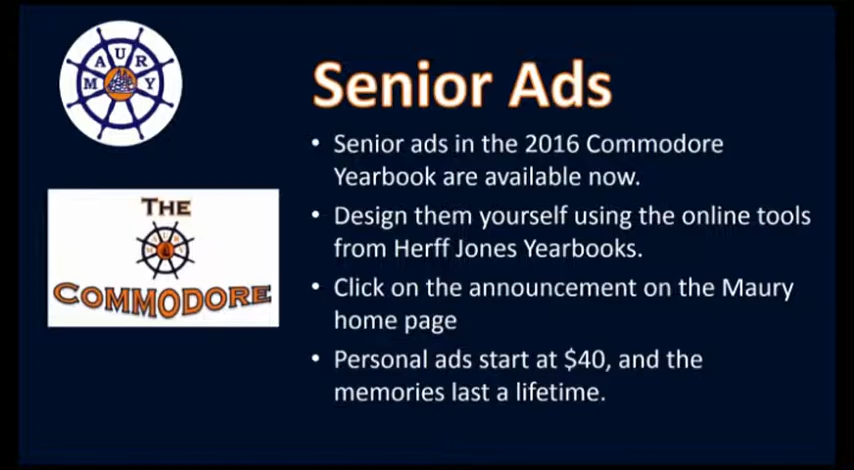 MAURY
Senior Ads
• Senior ads in the 2016 Commodore
Yearbook are available now.
• Design them yourself using the online tools
from Herff Jones Yearbooks.
• Click on the announcement on the Maury
home page
• Personal ads start at $40, and the
memories last a lifetime.
THE
MAURY
COMMODORE